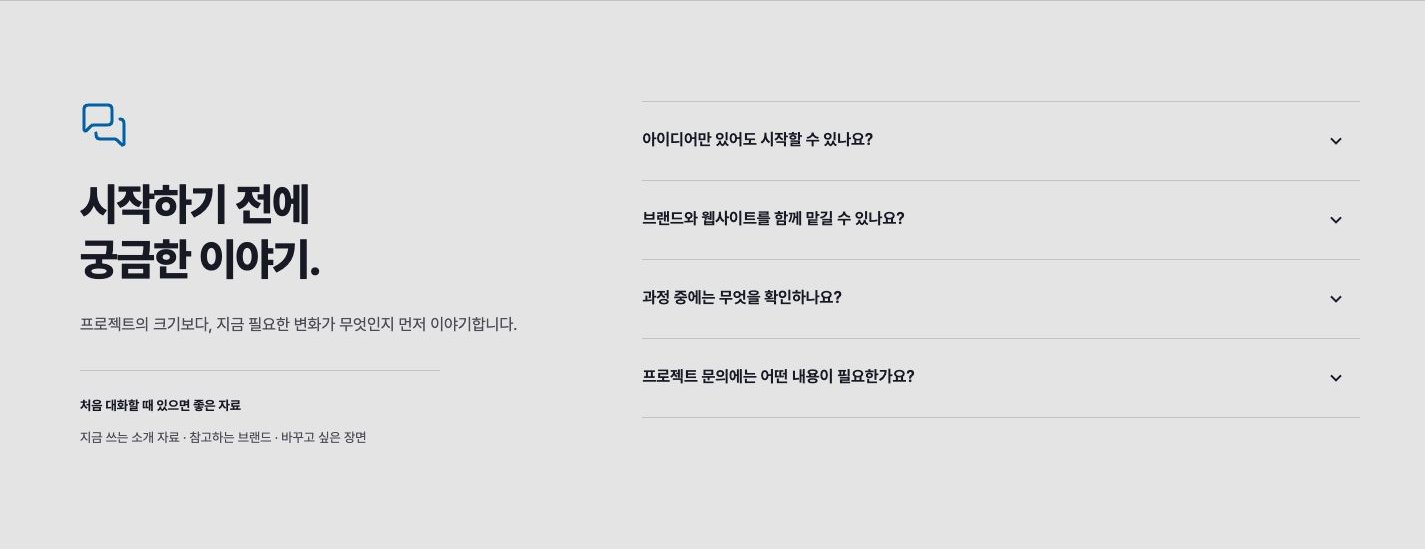 시작하기 전에
궁금한 이야기.
프로젝트의 크기보다, 지금 필요한 변화가 무엇인지 먼저 이야기합니다.
처음 대화할 때 있으면 좋은 자료
지금 쓰는 소개 자료 · 참고하는 브랜드 · 바꾸고 싶은 장면
아이디어만 있어도 시작할 수 있나요?
브랜드와 웹사이트를 함께 맡길 수 있나요?
과정 중에는 무엇을 확인하나요?
프로젝트 문의에는 어떤 내용이 필요한가요?